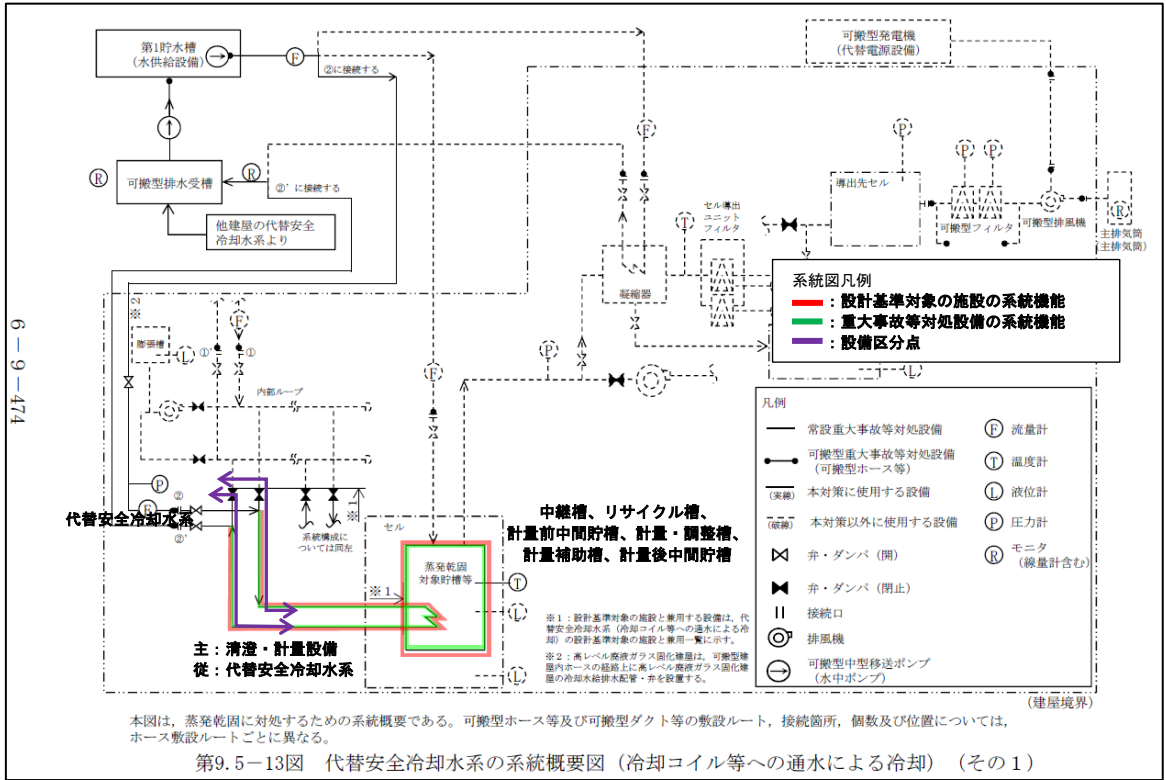 第1貯水槽
（水供給設備）
F
②に接続する
可搬型発電機
（代替電源設備）
F
P
P
P
R
可搬型排水受槽
R
②’に接続する
他建屋の代替安全
冷却水系より
導出先セル
セル導出
ユニット
フィルタ
T
可搬型フィルタ
可搬型排風機
R
主排気筒
（主排気筒）
凝縮器
系統図凡例
：設計基準対象の施設の系統機能
：重大事故等対処設備の系統機能
：設備区分点
※2
F
膨張槽
L
①’
①
内部ループ
F
P
L
6－9－474
凡例
常設重大事故等対処設備
可搬型重大事故等対処設備
（可搬型ホース等）
（実線）
本対策に使用する設備
（破線）
本対策以外に使用する設備
弁・ダンパ（開）
弁・ダンパ（閉止）
接続口
排風機
可搬型中型移送ポンプ
（水中ポンプ）
F 流量計
T 温度計
L 液位計
P 圧力計
R モニタ
（線量計含む）
P
F
②
②’
代替安全冷却水系
系統構成に
ついては同左
※1
セル
中継槽、リサイクル槽、
計量前中間貯槽、計量・調整槽、
計量補助槽、計量後中間貯槽
蒸発乾固
対象貯槽等
※1
T
L
L
主：清澄・計量設備
従：代替安全冷却水系
※1：設計基準対象の施設と兼用する設備は，代
替安全冷却水系（冷却コイル等への通水による冷
却）の設計基準対象の施設と兼用一覧に示す。
※2：高レベル廃液ガラス固化建屋は，可搬型建
屋内ホースの経路上に高レベル廃液ガラス固化建
屋の冷却水給排水配管・弁を設置する。
（建屋境界）
本図は，蒸発乾固に対処するための系統概要である。可搬型ホース等及び可搬型ダクト等の敷設ルート，接続箇所，個数及び位置については，
ホース敷設ルートごとに異なる。
第9.5－13図 代替安全冷却水系の系統概要図（冷却コイル等への通水による冷却）（その１）